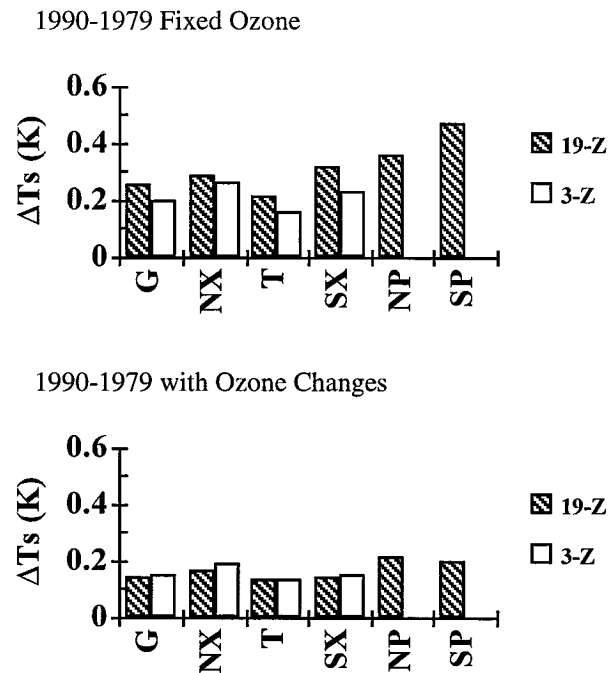 1990-1979 Fixed Ozone
ΔTs (K)
0.6
0.4
0.2
0
G
NX
T
SX
NP
SP
19-Z
3-Z
1990-1979 with Ozone Changes
ΔTs (K)
0.6
0.4
0.2
0
G
NX
T
SX
NP
SP
19-Z
3-Z